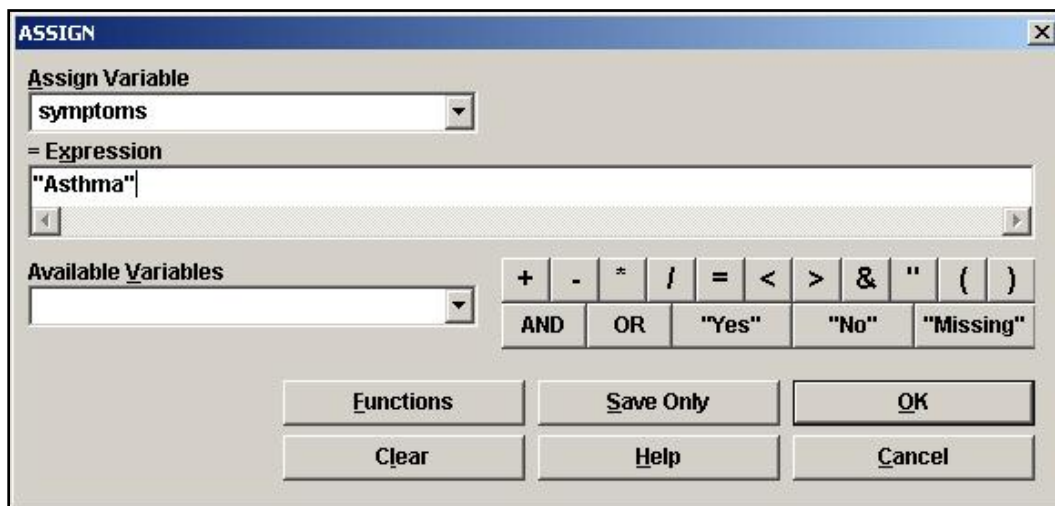 ASSIGN
Assign Variable
symptoms
= Expression
"Asthma"
Available Variables
+ - * / = < > & " ( )
AND OR "Yes" "No" "Missing"
Functions Save Only OK
Clear Help Cancel